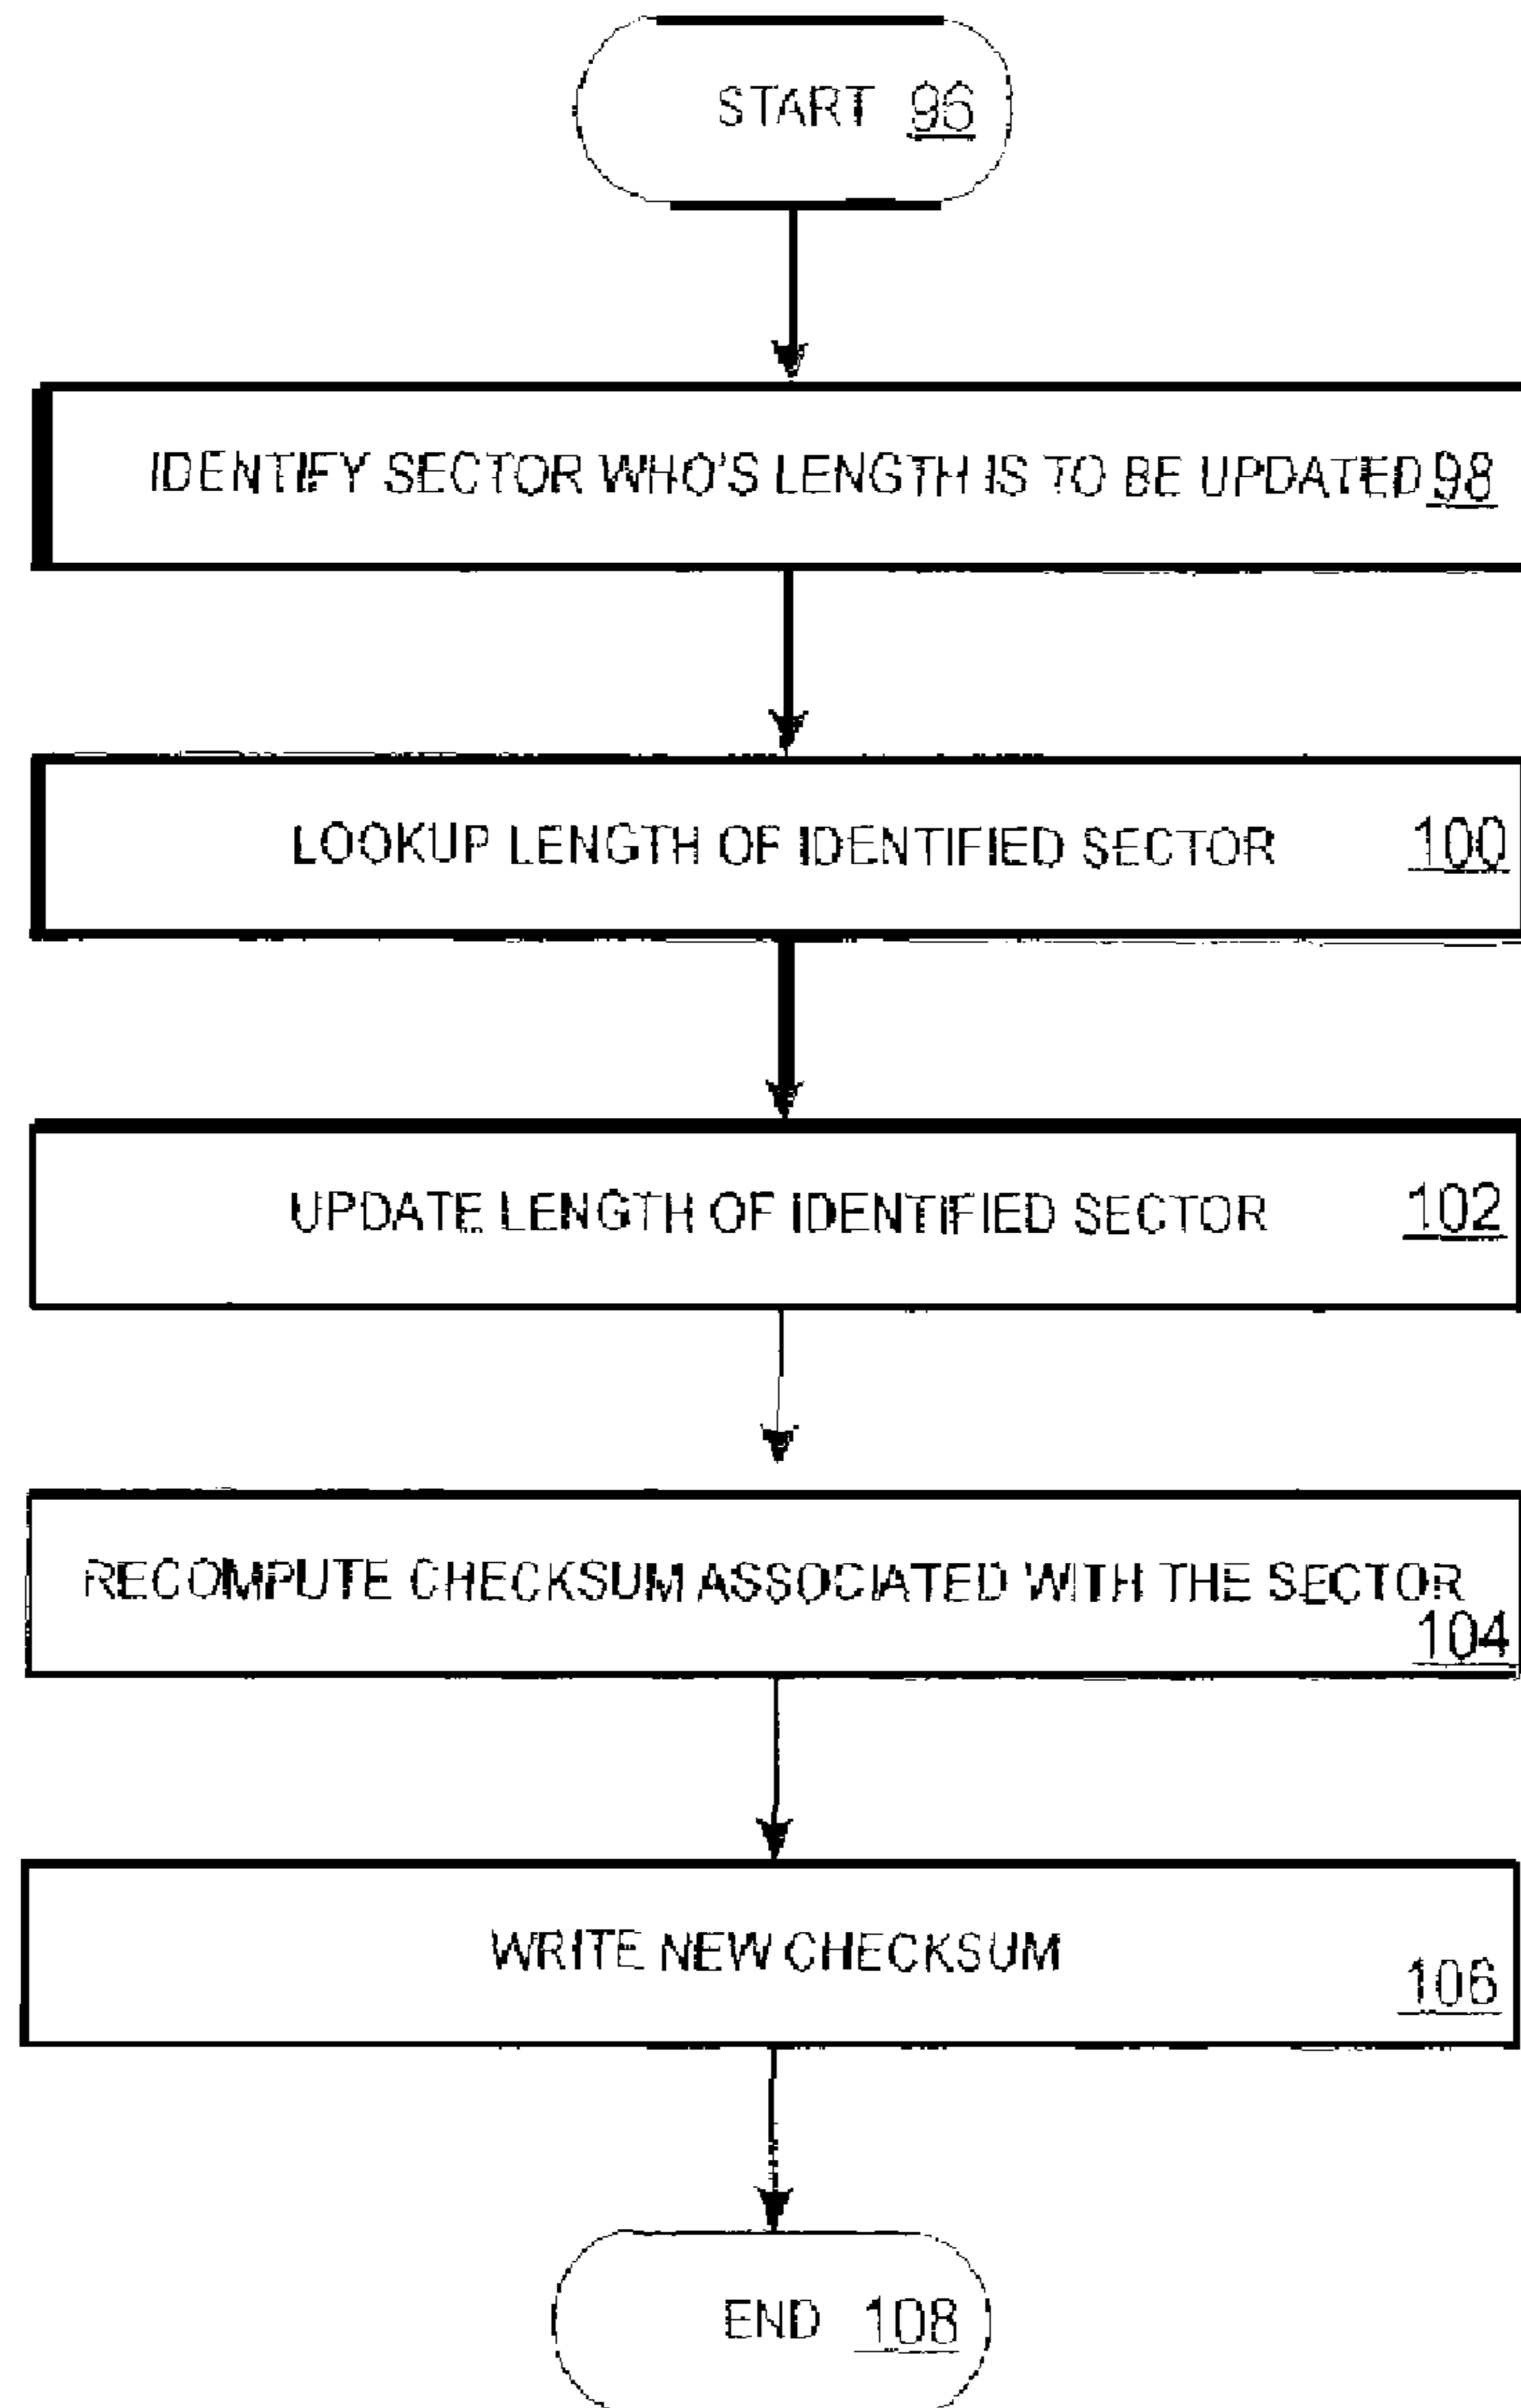 START 96
IDENTIFY SECTOR WHO'S LENGTH IS TO BE UPDATED 98
LOOKUP LENGTH OF IDENTIFIED SECTOR 100
UPDATE LENGTH OF IDENTIFIED SECTOR 102
RECOMPUTE CHECKSUM ASSOCIATED WITH THE SECTOR
104
WRITE NEW CHECKSUM
106
END 108